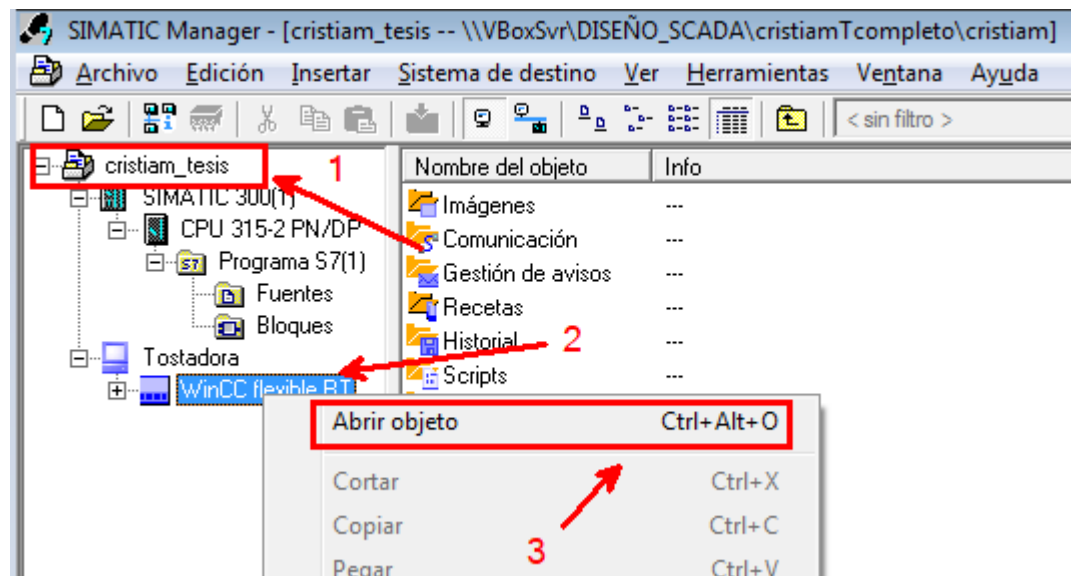 SIMATIC Manager - [cristiam_tesis -- \\VBoxSvr\DISEÑO_SCADA\cristiamTcompleto\cristiam]
Archivo Edición Insertar Sistema de destino Ver Herramientas Ventana Ayuda
< sin filtro >
cristiam_tesis
1
SIMATIC 300(1)
CPU 315-2 PN/DP
Programa S7(1)
Fuentes
Bloques
Tostadora
WinCC flexible RT
Nombre del objeto Info
Imágenes ---
Comunicación ---
Gestión de avisos ---
Recetas ---
Historial ---
2
Scripts ---
Abrir objeto Ctrl+Alt+O
Cortar Ctrl+X
Copiar Ctrl+C
3
Pegar Ctrl+V